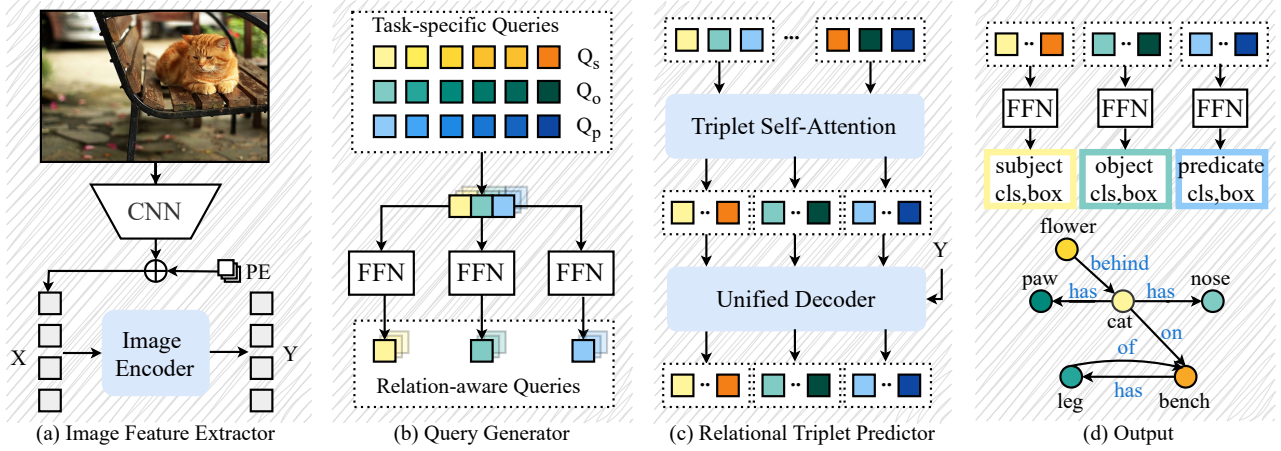 CNN
PE
X
Image
Encoder
Y
(a) Image Feature Extractor
Task-specific Queries
Qs
Qo
Qp
FFN
FFN
FFN
Relation-aware Queries
(b) Query Generator
Triplet Self-Attention
Y
Unified Decoder
(c) Relational Triplet Predictor
FFN
FFN
FFN
subject
cls,box
object
cls,box
predicate
cls,box
flower
behind
paw
has
has
nose
cat
on
of
has
leg
bench
(d) Output